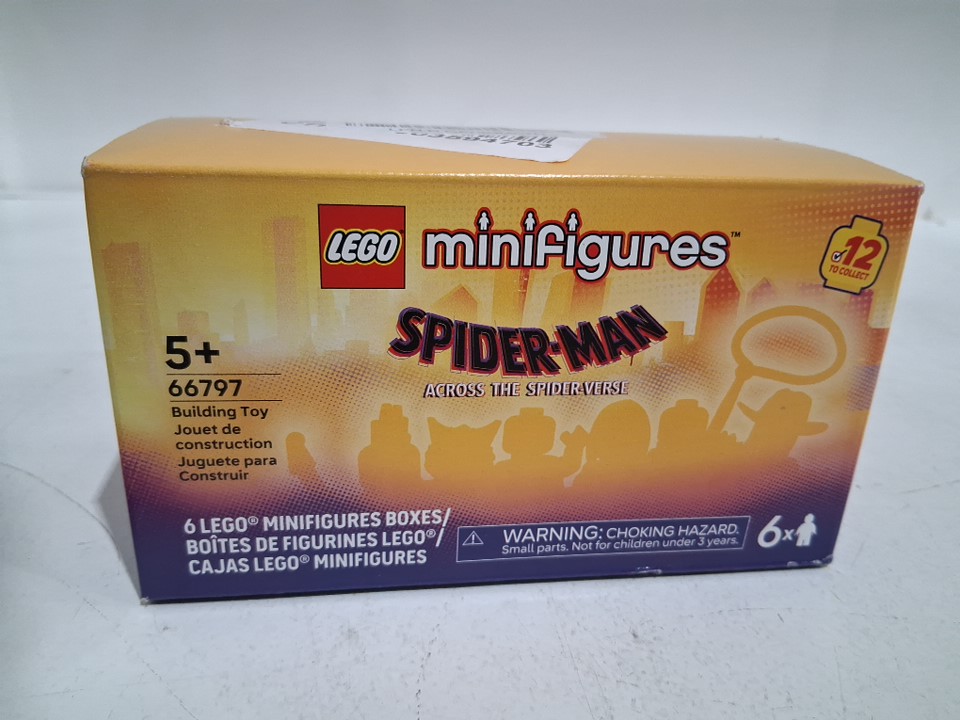 LEGO
minifigures™
12
TO COLLECT
SPIDER-MAN
ACROSS THE SPIDER-VERSE
5+
66797
Building Toy
Jouet de
construction
Juguete para
Construir
6 LEGO® MINIFIGURES BOXES/
BOÎTES DE FIGURINES LEGO®/
CAJAS LEGO® MINIFIGURES
WARNING: CHOKING HAZARD.
Small parts. Not for children under 3 years.
6x